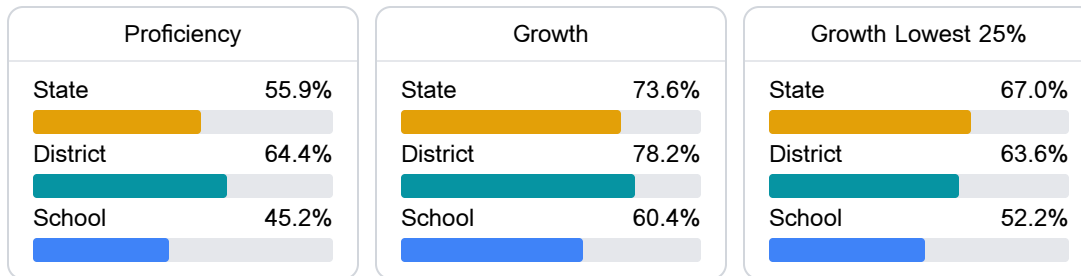 Proficiency
State 55.9%
District 64.4%
School 45.2%
Growth
State 73.6%
District 78.2%
School 60.4%
Growth Lowest 25%
State 67.0%
District 63.6%
School 52.2%